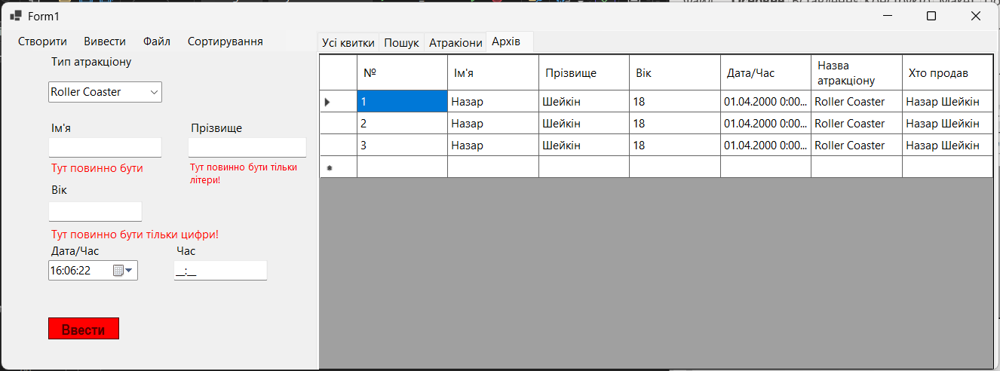 Form1
Створити Вивести Файл Сортирування
Тип атракціону
Roller Coaster
Ім'я Прізвище
Тут повинно бути Тут повинно бути тільки
літери!
Вік
Тут повинно бути тільки цифри!
Дата/Час Час
16:06:22 __:__
Ввести
Усі квитки Пошук Атракіони Архів
№ Ім'я Прізвище Вік Дата/Час Назва
атракціону Хто продав
1 Назар Шейкін 18 01.04.2000 0:00... Roller Coaster Назар Шейкін
2 Назар Шейкін 18 01.04.2000 0:00... Roller Coaster Назар Шейкін
3 Назар Шейкін 18 01.04.2000 0:00... Roller Coaster Назар Шейкін